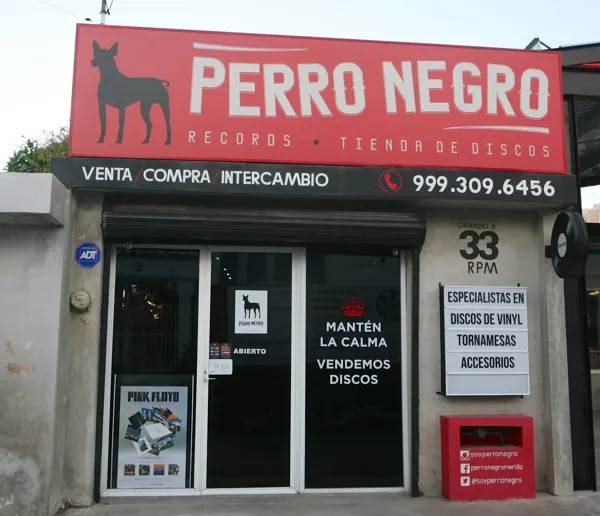 PERRO NEGRO
RECORDS • TIENDA DE DISCOS
VENTA / COMPRA / INTERCAMBIO
999.309.6456
GIRANDO A
33
RPM
ADT
PERRO NEGRO
ABIERTO
MANTÉN
LA CALMA
VENDEMOS
DISCOS
ESPECIALISTAS EN
DISCOS DE VINYL
TORNAMESAS
ACCESORIOS
PINK FLOYD
@soyperronegro
perronegromerida
@soyperronegro